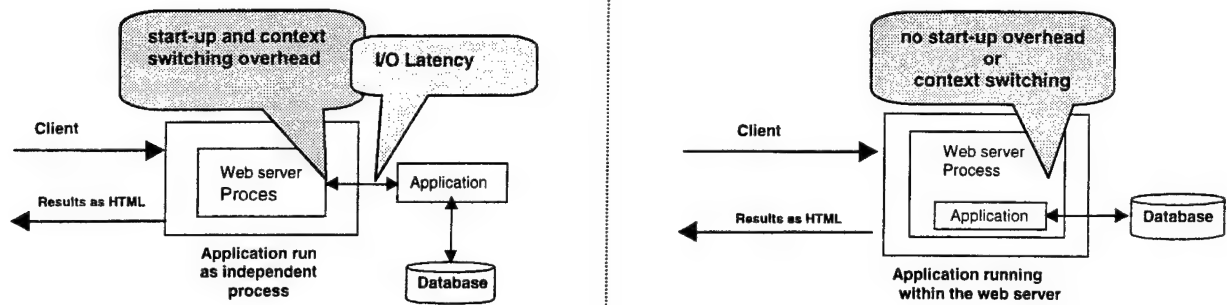 start-up and context
switching overhead
I/O Latency
Client
Web server
Proces
Application
Results as HTML
Application run
as independent
process
Database
no start-up overhead
or
context switching
Client
Web server
Process
Application
Database
Results as HTML
Application running
within the web server